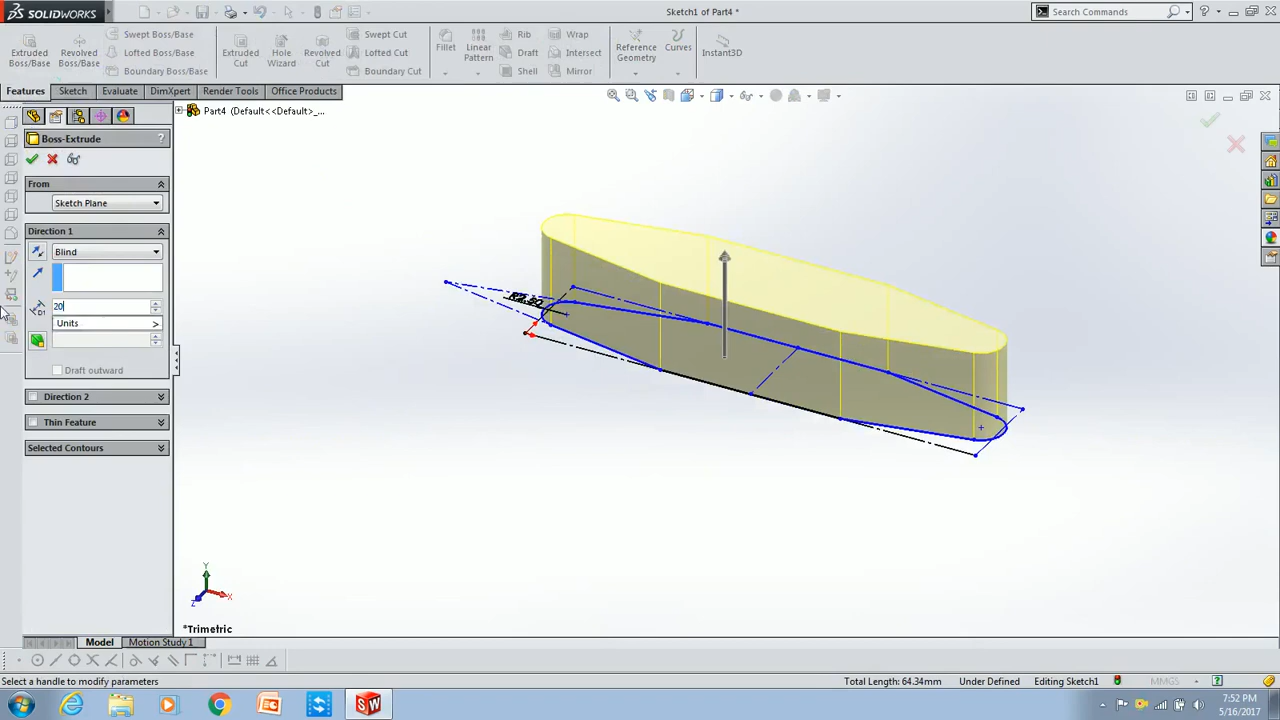 SOLIDWORKS
Sketch1 of Part4 *
Search Commands
Extruded Boss/Base
Revolved Boss/Base
Swept Boss/Base
Lofted Boss/Base
Boundary Boss/Base
Extruded Cut
Hole Wizard
Revolved Cut
Swept Cut
Lofted Cut
Boundary Cut
Fillet
Linear Pattern
Rib
Draft
Shell
Wrap
Intersect
Mirror
Reference Geometry
Curves
Instant3D
Features
Sketch
Evaluate
DimXpert
Render Tools
Office Products
Part4 (Default<<Default>_...
Boss-Extrude
?
From
Sketch Plane
Direction 1
Blind
D1
20
Units >
Draft outward
Direction 2
Thin Feature
Selected Contours
Y
X
Z
*Trimetric
Model
Motion Study 1
Select a handle to modify parameters
Total Length: 64.34mm
Under Defined
Editing Sketch1
MMGS
?
7:52 PM
5/16/2017